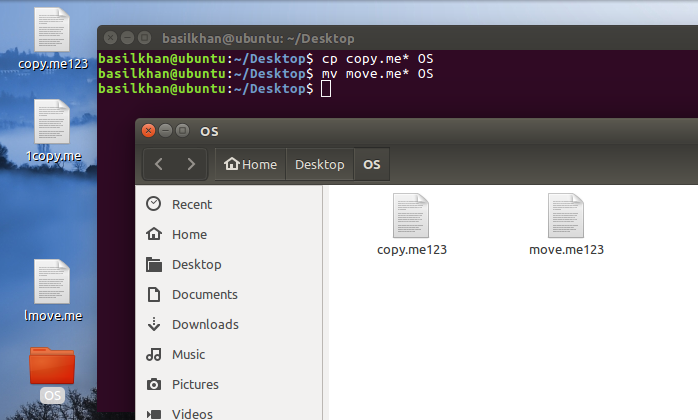 copy.me123
1copy.me
lmove.me
OS
basilkhan@ubuntu: ~/Desktop
basilkhan@ubuntu:~/Desktop$ cp copy.me* OS
basilkhan@ubuntu:~/Desktop$ mv move.me* OS
basilkhan@ubuntu:~/Desktop$
OS
Home Desktop OS
Recent
Home
Desktop
Documents
Downloads
Music
Pictures
Videos
copy.me123
move.me123